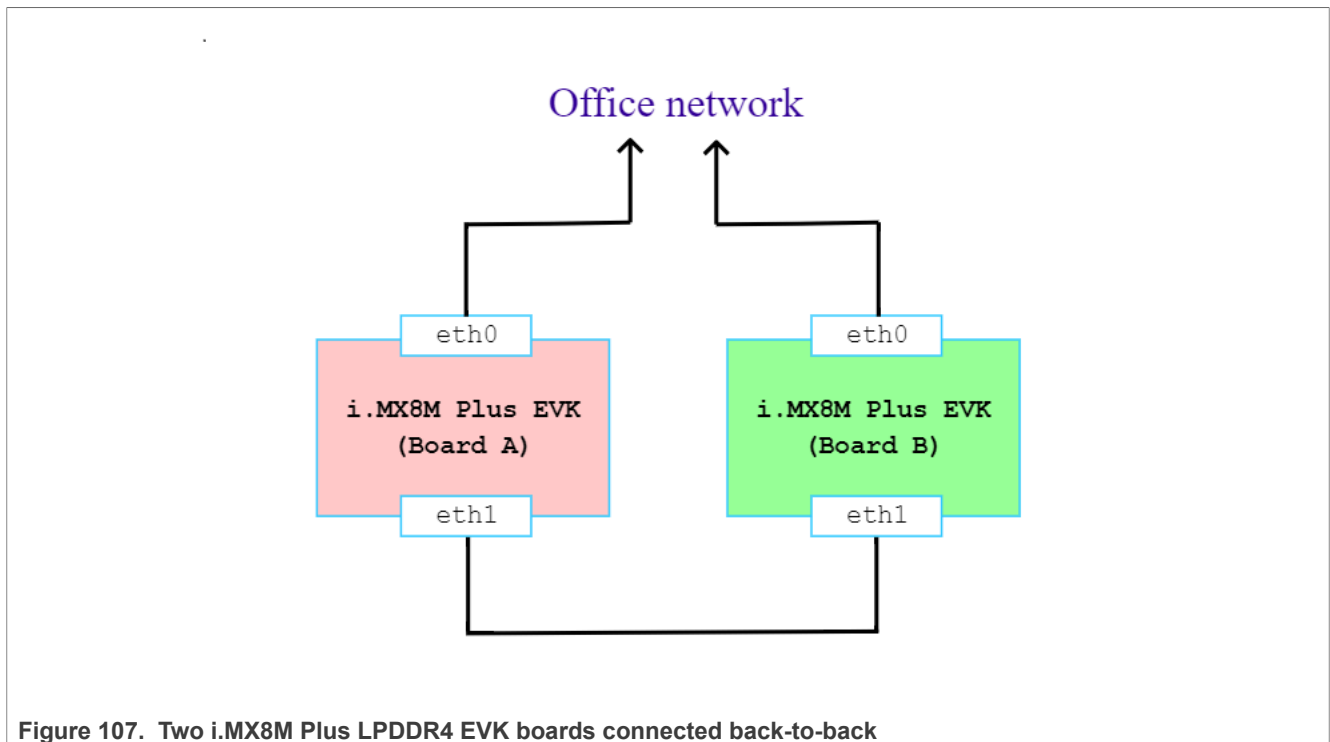 Office network
eth0
eth0
i.MX8M Plus EVK
(Board A)
i.MX8M Plus EVK
(Board B)
eth1
eth1
Figure 107. Two i.MX8M Plus LPDDR4 EVK boards connected back-to-back